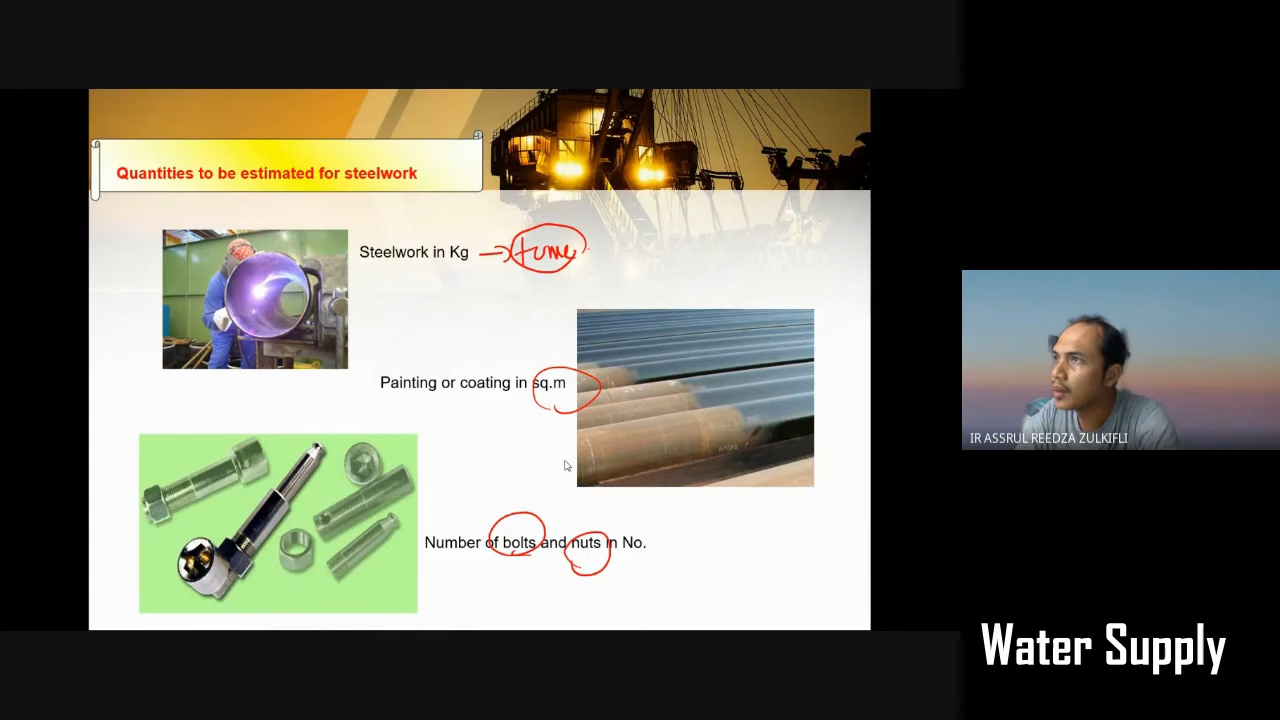 Quantities to be estimated for steelwork
Steelwork in Kg
Painting or coating in sq.m
Number of bolts and nuts in No.
IR ASSRUL REEDZA ZULKIFLI
Water Supply